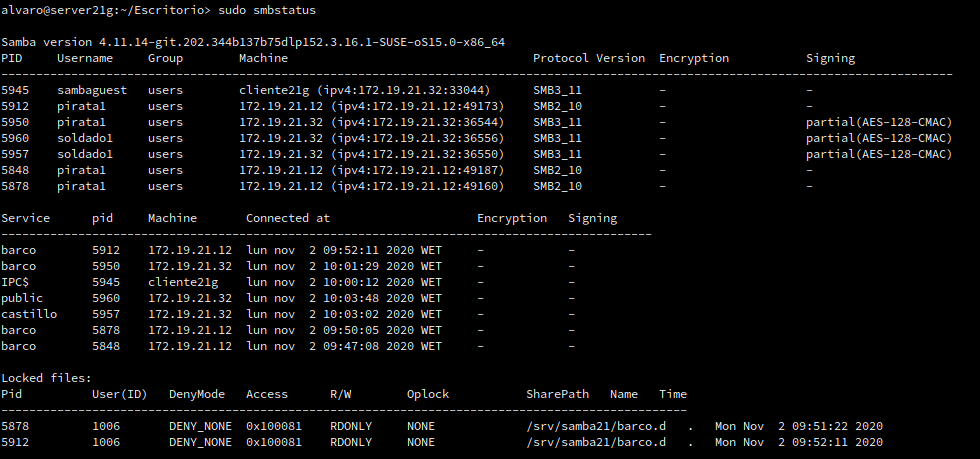 alvaro@server21g:~/Escritorio> sudo smbstatus
Samba version 4.11.14-git.202.344b137b75dlp152.3.16.1-SUSE-oS15.0-x86_64
PID Username Group Machine Protocol Version Encryption Signing
----------------------------------------------------------------------------------------------------------------------------------------
5945 sambaguest users cliente21g (ipv4:172.19.21.32:33044) SMB3_11 - -
5912 pirata1 users 172.19.21.12 (ipv4:172.19.21.12:49173) SMB2_10 - -
5950 pirata1 users 172.19.21.32 (ipv4:172.19.21.32:36544) SMB3_11 - partial(AES-128-CMAC)
5960 soldado1 users 172.19.21.32 (ipv4:172.19.21.32:36556) SMB3_11 - partial(AES-128-CMAC)
5957 soldado1 users 172.19.21.32 (ipv4:172.19.21.32:36550) SMB3_11 - partial(AES-128-CMAC)
5848 pirata1 users 172.19.21.12 (ipv4:172.19.21.12:49187) SMB2_10 - -
5878 pirata1 users 172.19.21.12 (ipv4:172.19.21.12:49160) SMB2_10 - -
Service pid Machine Connected at Encryption Signing
---------------------------------------------------------------------------------------------
barco 5912 172.19.21.12 lun nov 2 09:52:11 2020 WET - -
barco 5950 172.19.21.32 lun nov 2 10:01:29 2020 WET - -
IPC$ 5945 cliente21g lun nov 2 10:00:12 2020 WET - -
public 5960 172.19.21.32 lun nov 2 10:03:48 2020 WET - -
castillo 5957 172.19.21.32 lun nov 2 10:03:02 2020 WET - -
barco 5878 172.19.21.12 lun nov 2 09:50:05 2020 WET - -
barco 5848 172.19.21.12 lun nov 2 09:47:08 2020 WET - -
Locked files:
Pid User(ID) DenyMode Access R/W Oplock SharePath Name Time
--------------------------------------------------------------------------------------------------
5878 1006 DENY_NONE 0x100081 RDONLY NONE /srv/samba21/barco.d . Mon Nov 2 09:51:22 2020
5912 1006 DENY_NONE 0x100081 RDONLY NONE /srv/samba21/barco.d . Mon Nov 2 09:52:11 2020